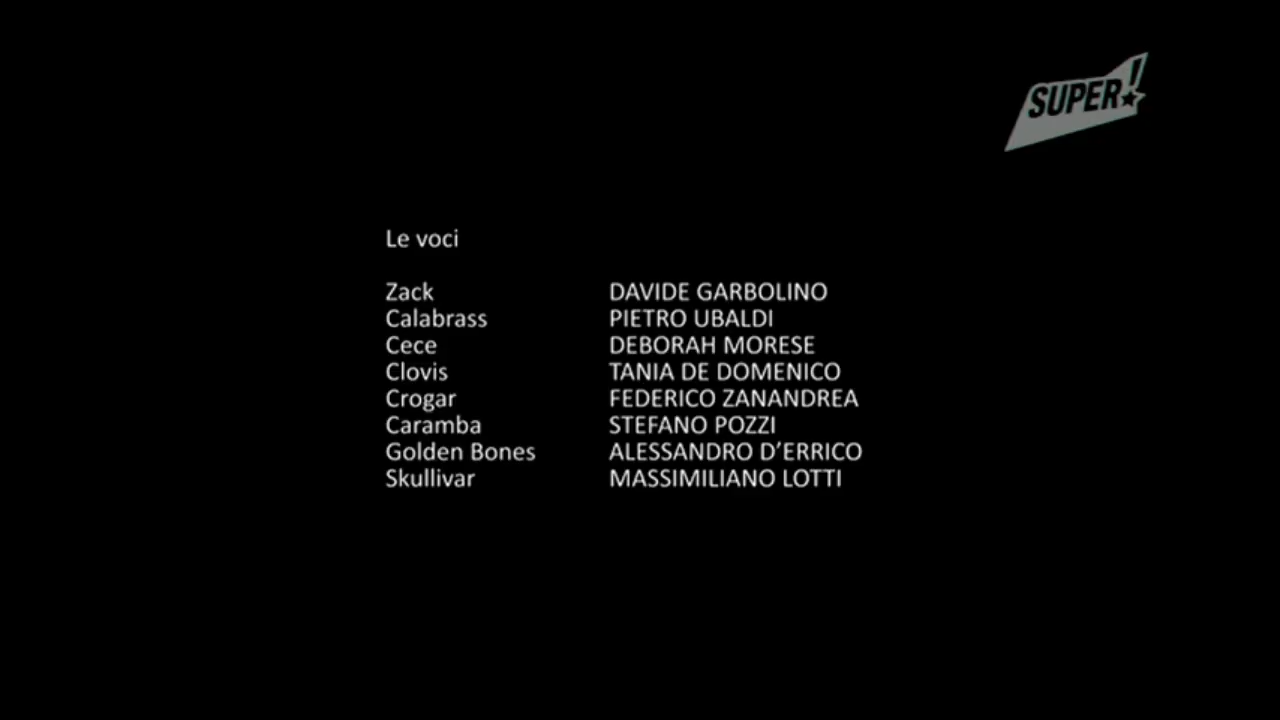 SUPER!
Le voci
Zack DAVIDE GARBOLINO
Calabrass PIETRO UBALDI
Cece DEBORAH MORESE
Clovis TANIA DE DOMENICO
Crogar FEDERICO ZANANDREA
Caramba STEFANO POZZI
Golden Bones ALESSANDRO D’ERRICO
Skullivar MASSIMILIANO LOTTI